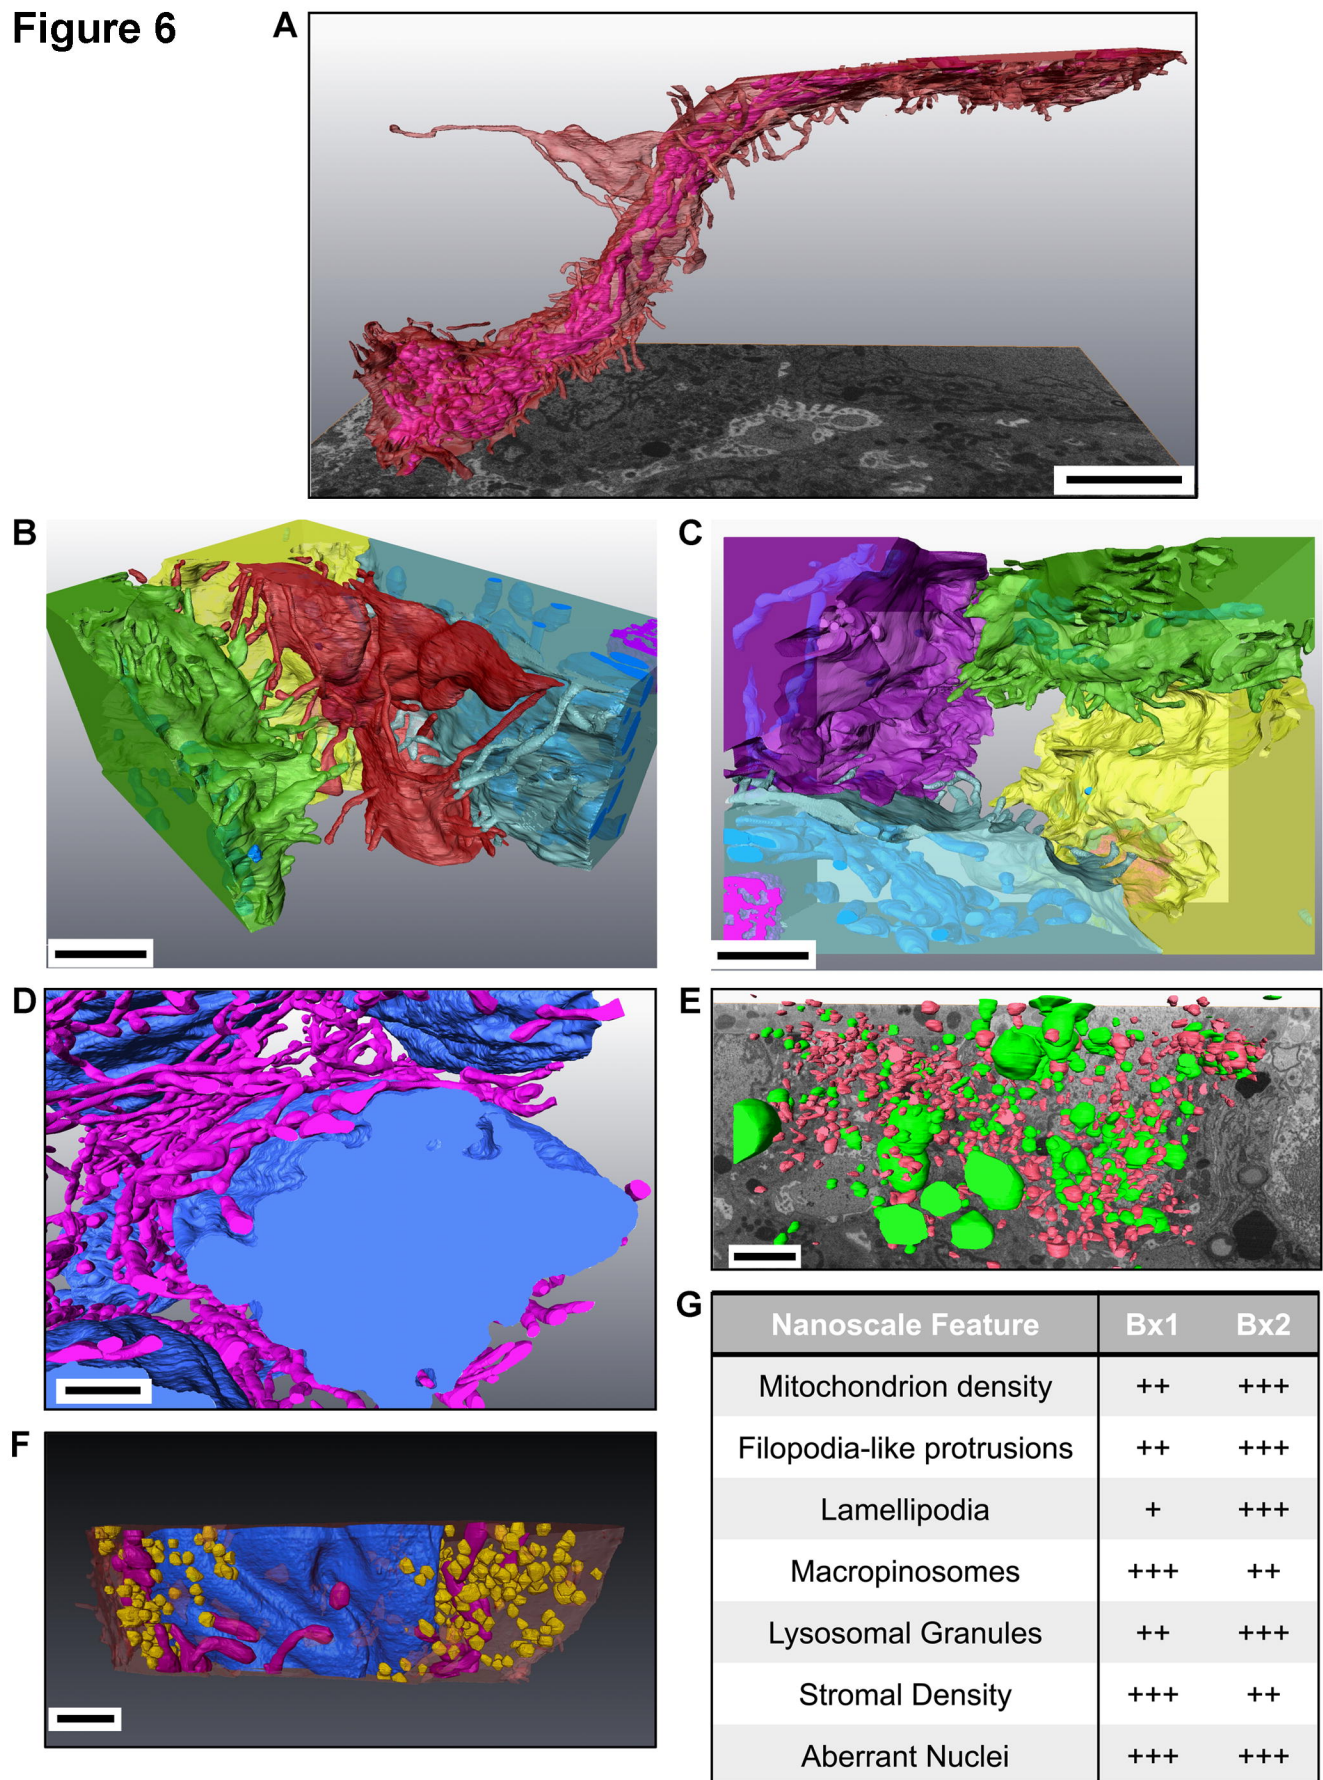 Figure 6
A
B
C
D
E
F
G
Nanoscale Feature Bx1 Bx2
Mitochondrion density ++ +++
Filopodia-like protrusions ++ +++
Lamellipodia + +++
Macropinosomes +++ ++
Lysosomal Granules ++ +++
Stromal Density +++ ++
Aberrant Nuclei +++ +++